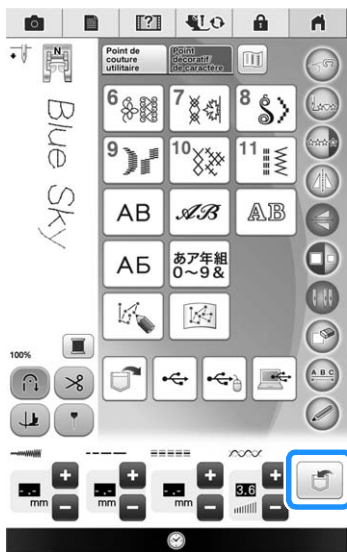 N
Point de
couture
utilitaire
Point
décoratif
de caractère
Blue Sky
6
7
8
9
10
11
AB
AB
AB
АБ
あア年組
0~9&
100%
ABC
mm
mm
mm
3.6